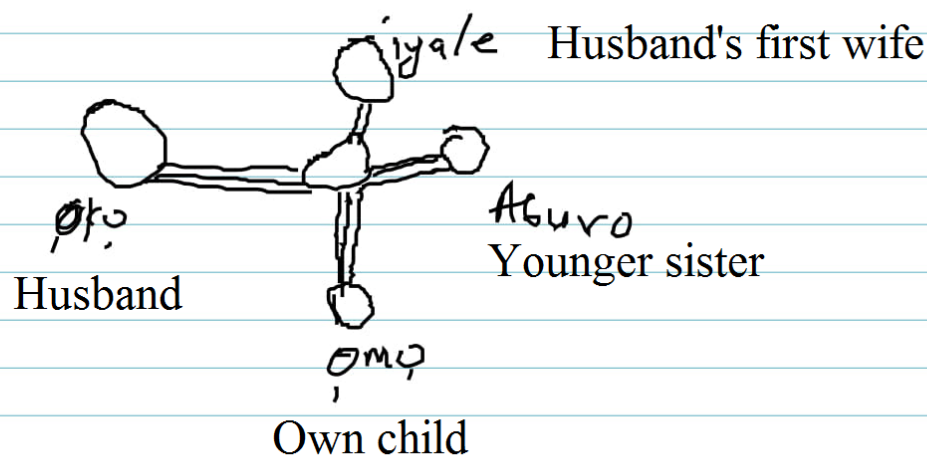 iyale Husband's first wife
Aburo
ọkọ
Younger sister
Husband
ọmọ
Own child